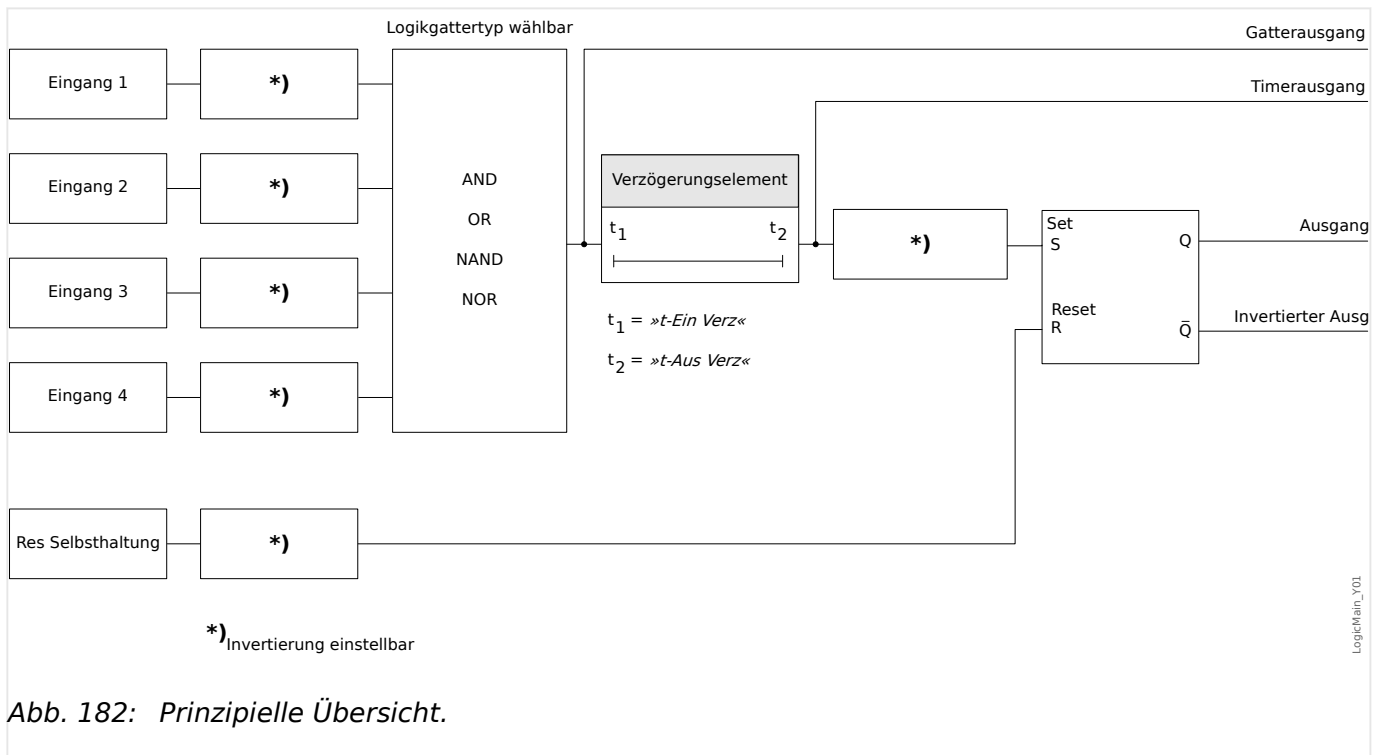 Logikgattertyp wählbar
Gatterausgang
Timerausgang
Eingang 1
*)
Eingang 2
*)
AND
OR
NAND
NOR
Verzögerungselement
t1
t2
*)
Set
S
Q
Ausgang
Eingang 3
*)
t1 = »t-Ein Verz«
t2 = »t-Aus Verz«
Reset
R
Q̅
Invertierter Ausg
Eingang 4
*)
Res Selbsthaltung
*)
*)Invertierung einstellbar
LogicMain_Y01
Abb. 182: Prinzipielle Übersicht.